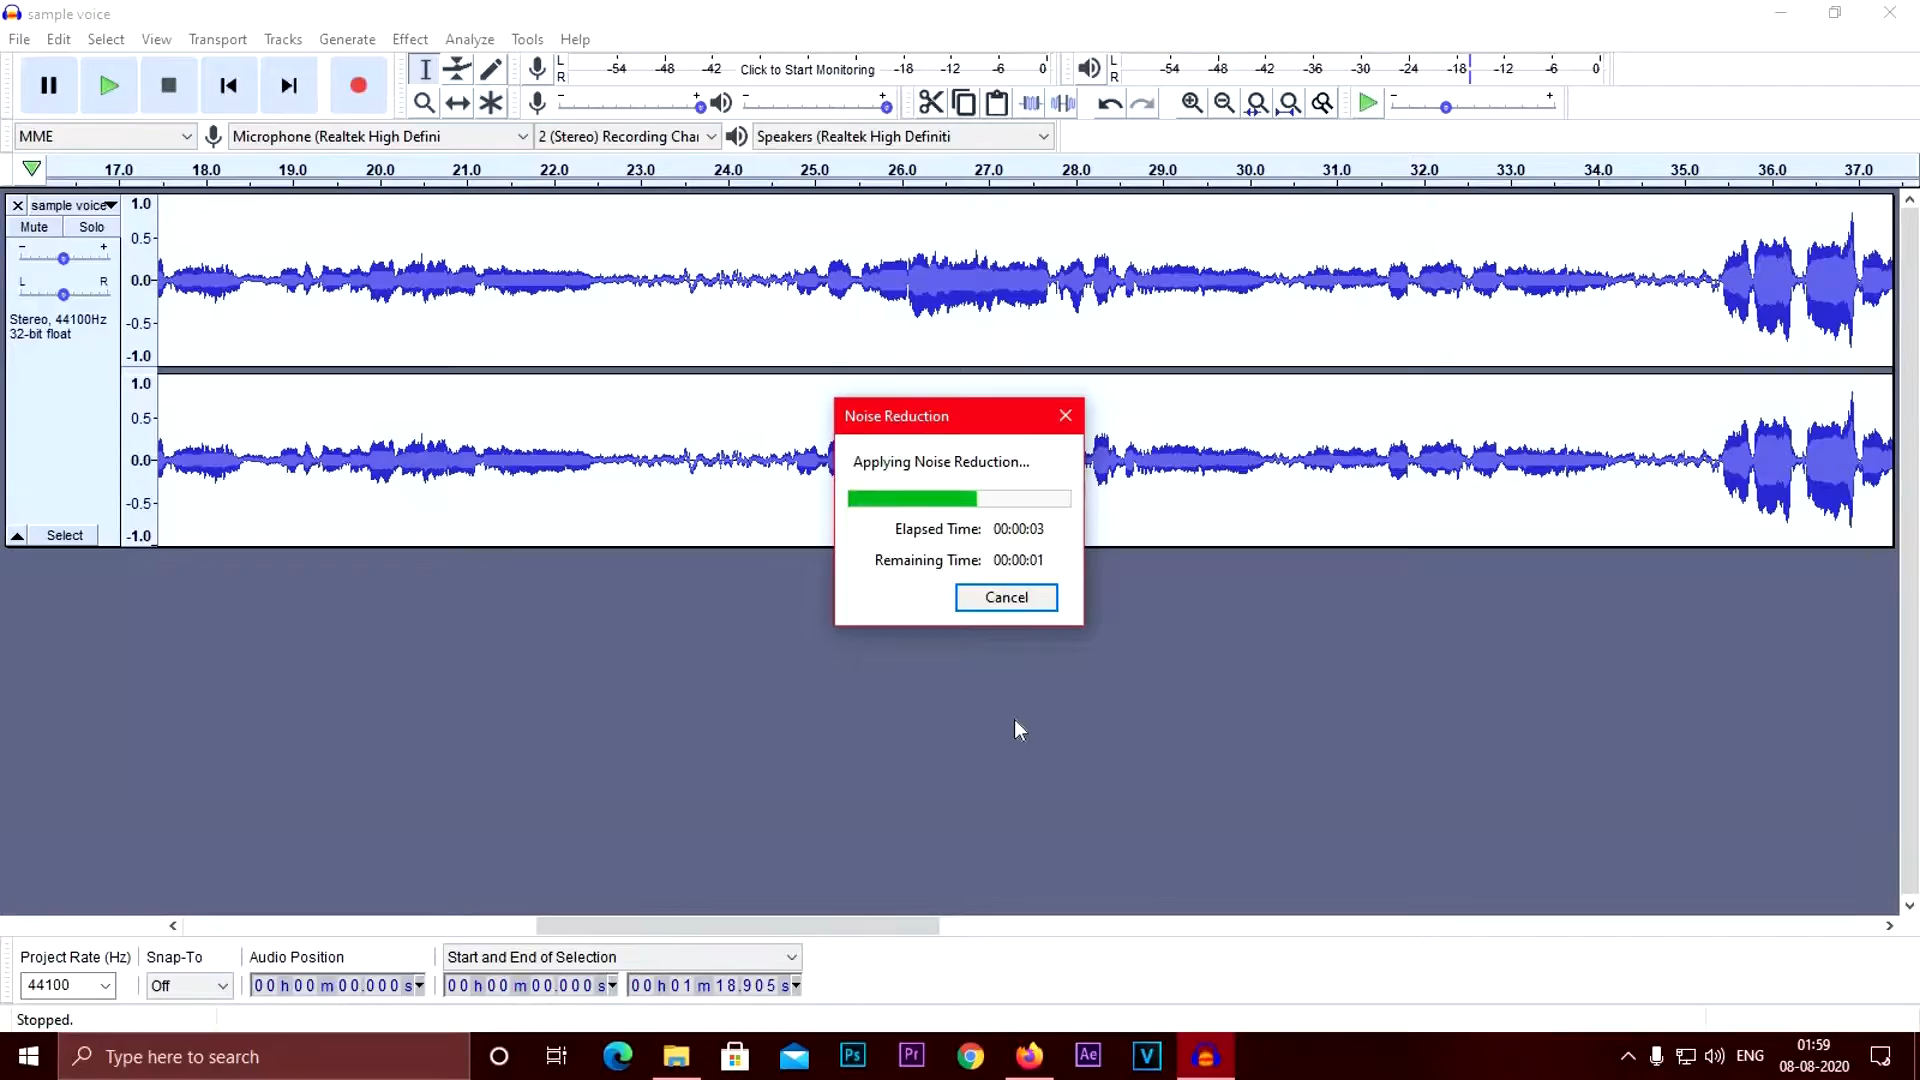 sample voice
File Edit Select View Transport Tracks Generate Effect Analyze Tools Help
L R -54 -48 -42 Click to Start Monitoring -18 -12 -6 0 L R -54 -48 -42 -36 -30 -24 -18 -12 -6 0
- + - + - +
MME Microphone (Realtek High Defini 2 (Stereo) Recording Chai Speakers (Realtek High Definiti
17.0 18.0 19.0 20.0 21.0 22.0 23.0 24.0 25.0 26.0 27.0 28.0 29.0 30.0 31.0 32.0 33.0 34.0 35.0 36.0 37.0
sample voice 1.0
Mute Solo
- + 0.5
L R 0.0
Stereo, 44100Hz -0.5
32-bit float
-1.0
1.0
0.5
0.0
-0.5
Select -1.0
Noise Reduction
Applying Noise Reduction...
Elapsed Time: 00:00:03
Remaining Time: 00:00:01
Cancel
Project Rate (Hz) Snap-To Audio Position Start and End of Selection
44100 Off 00 h 00 m 00.000 s 00 h 00 m 00.000 s 00 h 01 m 18.905 s
Stopped.
Type here to search Ps Pr Ae V ENG 01:59
08-08-2020